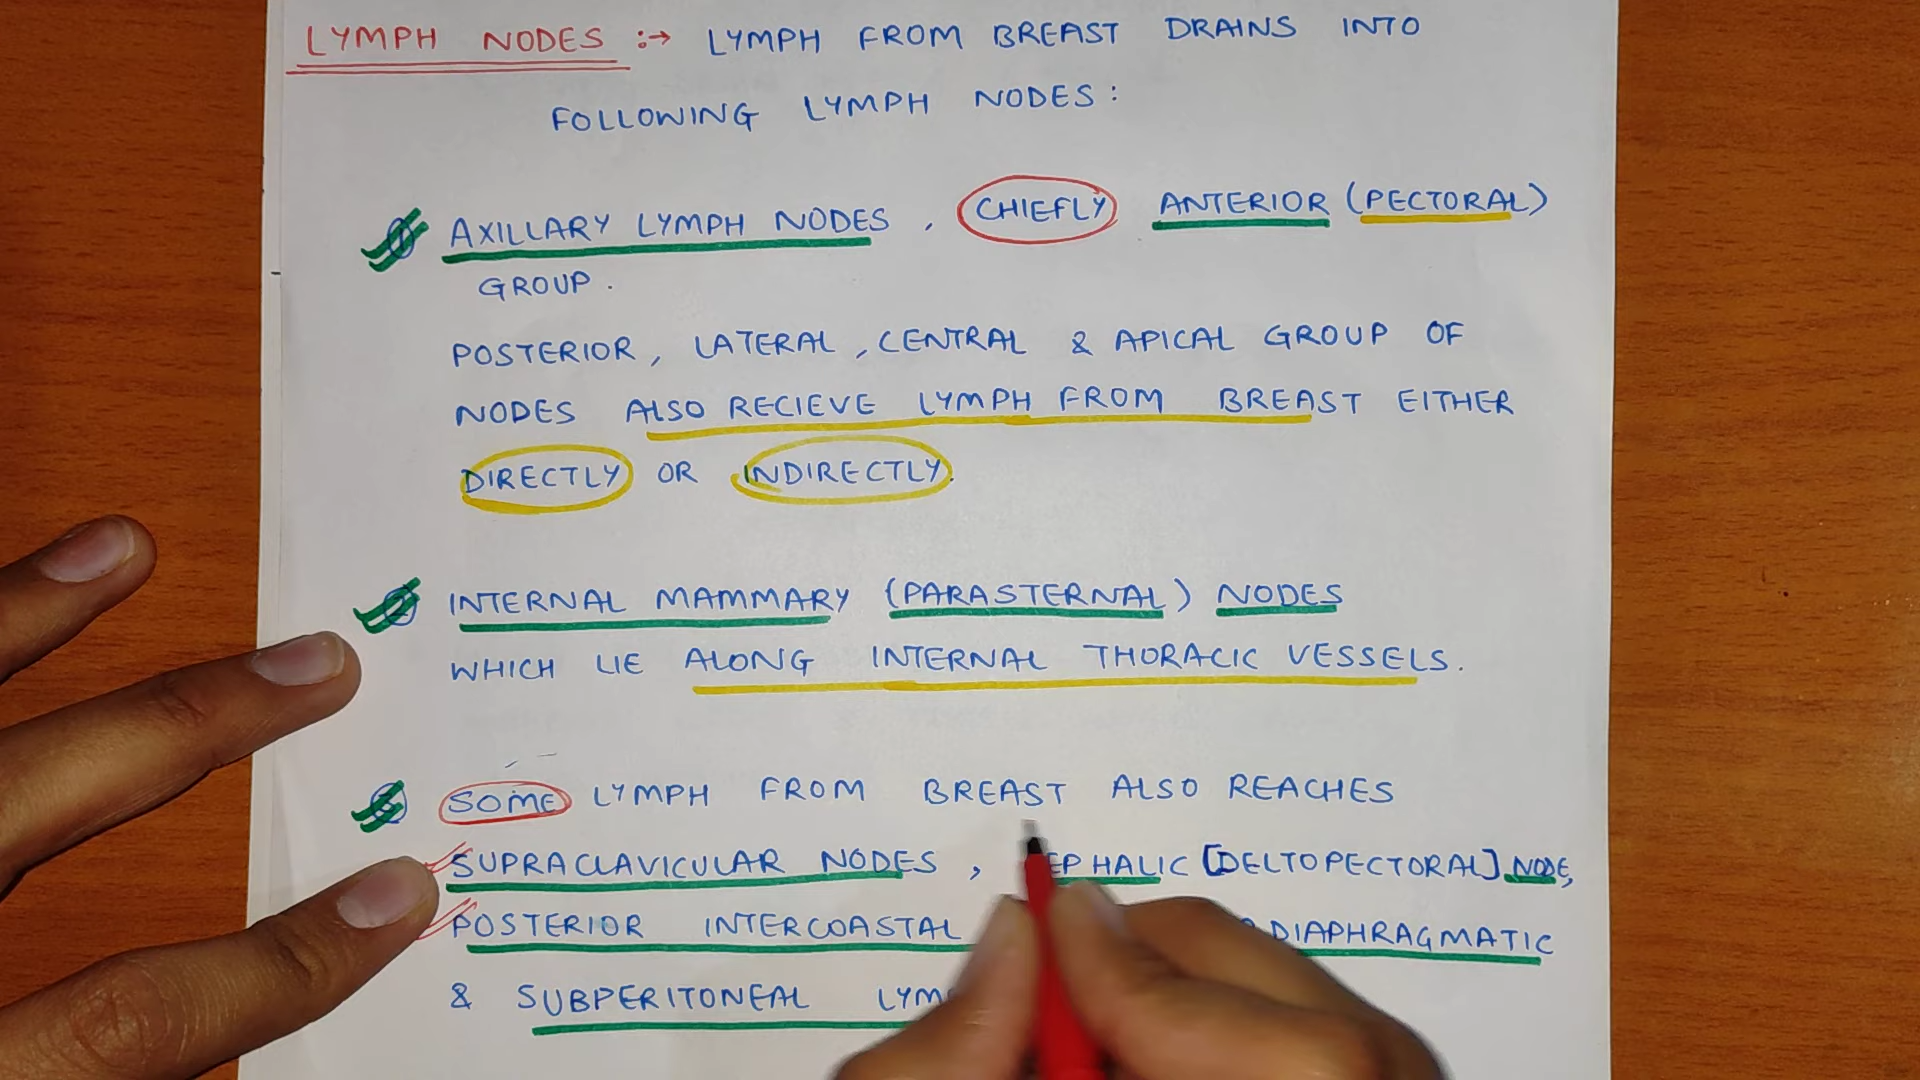 LYMPH NODES :→ LYMPH FROM BREAST DRAINS INTO
FOLLOWING LYMPH NODES :
① AXILLARY LYMPH NODES , CHIEFLY ANTERIOR (PECTORAL)
GROUP .
POSTERIOR , LATERAL , CENTRAL & APICAL GROUP OF
NODES ALSO RECIEVE LYMPH FROM BREAST EITHER
DIRECTLY OR INDIRECTLY.
② INTERNAL MAMMARY (PARASTERNAL) NODES
WHICH LIE ALONG INTERNAL THORACIC VESSELS .
SOME LYMPH FROM BREAST ALSO REACHES
SUPRACLAVICULAR NODES , [DELTOPECTORAL] NODE,
POSTERIOR INTERCOASTAL
& SUBPERITONEAL